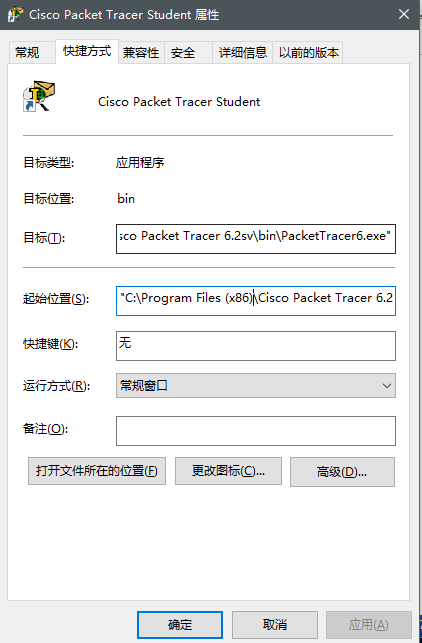 Cisco Packet Tracer Student 属性
常规 快捷方式 兼容性 安全 详细信息 以前的版本
Cisco Packet Tracer Student
目标类型: 应用程序
目标位置: bin
目标(T): sco Packet Tracer 6.2sv\bin\PacketTracer6.exe"
起始位置(S): "C:\Program Files (x86)\Cisco Packet Tracer 6.2
快捷键(K): 无
运行方式(R): 常规窗口
备注(O):
打开文件所在的位置(F) 更改图标(C)... 高级(D)...
确定 取消 应用(A)